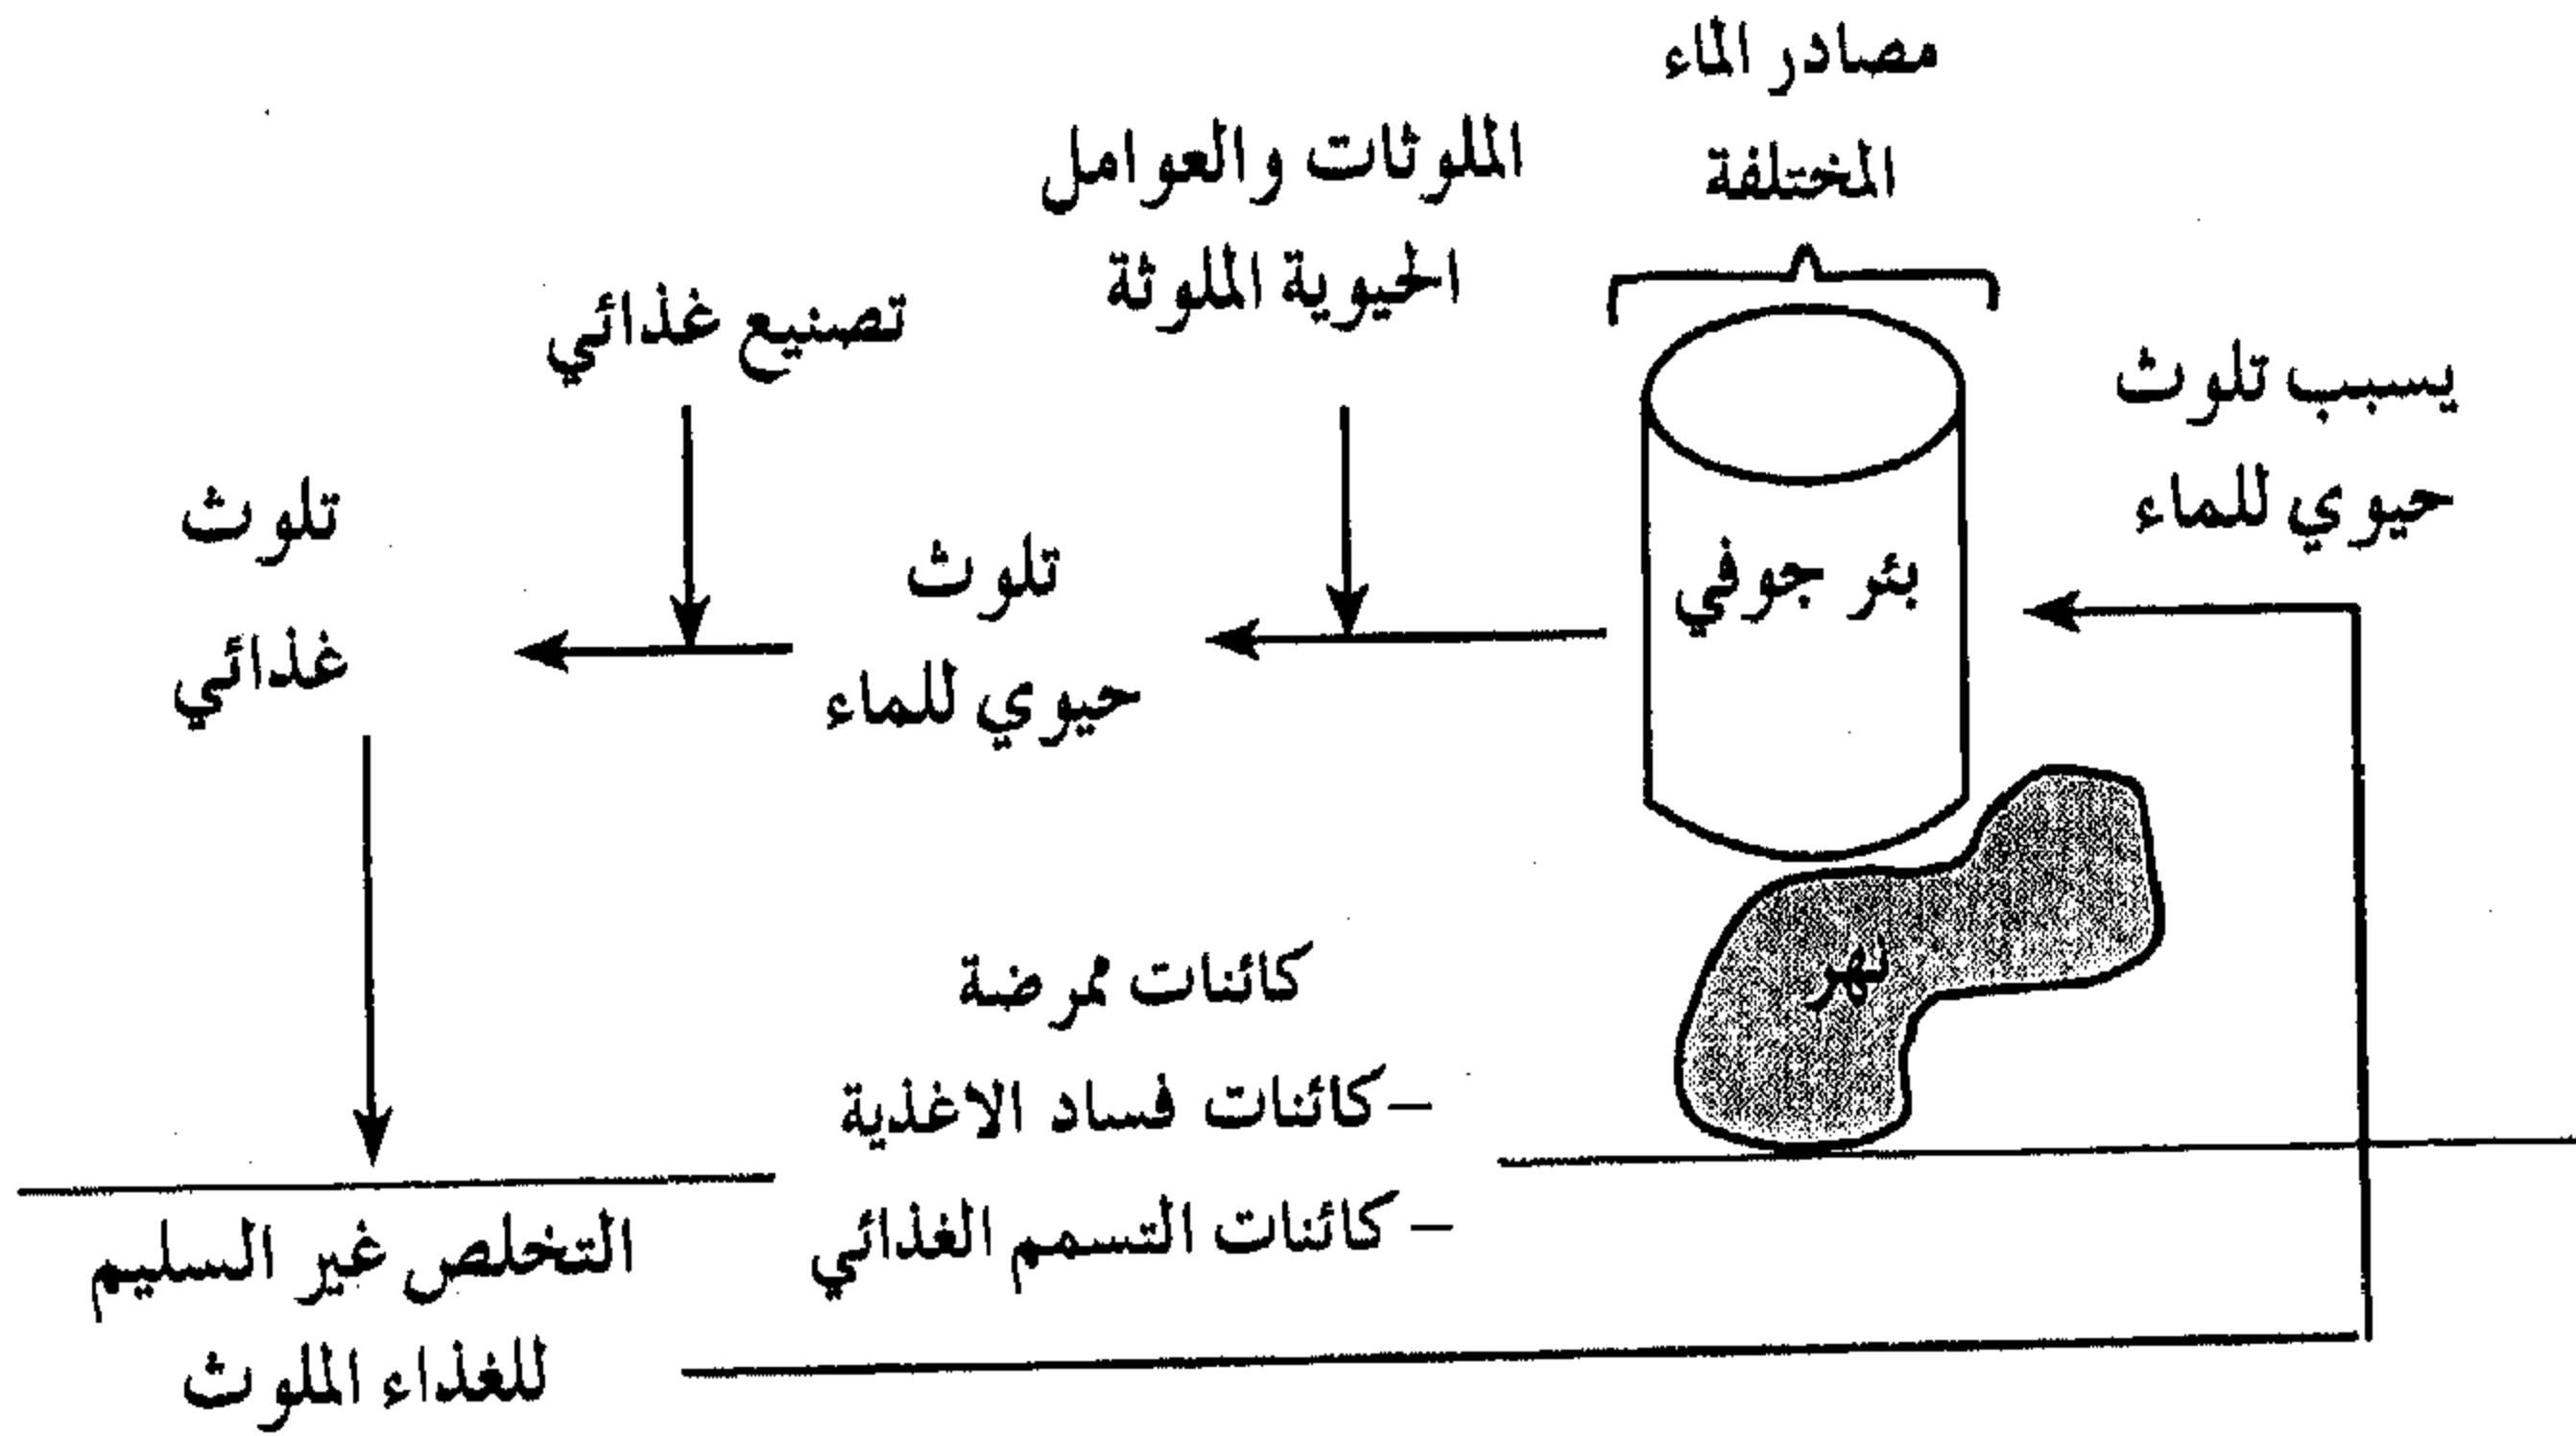 مصادر الماء
المختلفة
يسبب تلوث
حيوي للماء
بئر جوفي
نهر
الملوثات والعوامل
الحيوية الملوثة
تلوث
حيوي للماء
تصنيع غذائي
تلوث
غذائي
كائنات ممرضة
– كائنات فساد الاغذية
– كائنات التسمم الغذائي
التخلص غير السليم
للغذاء الملوث